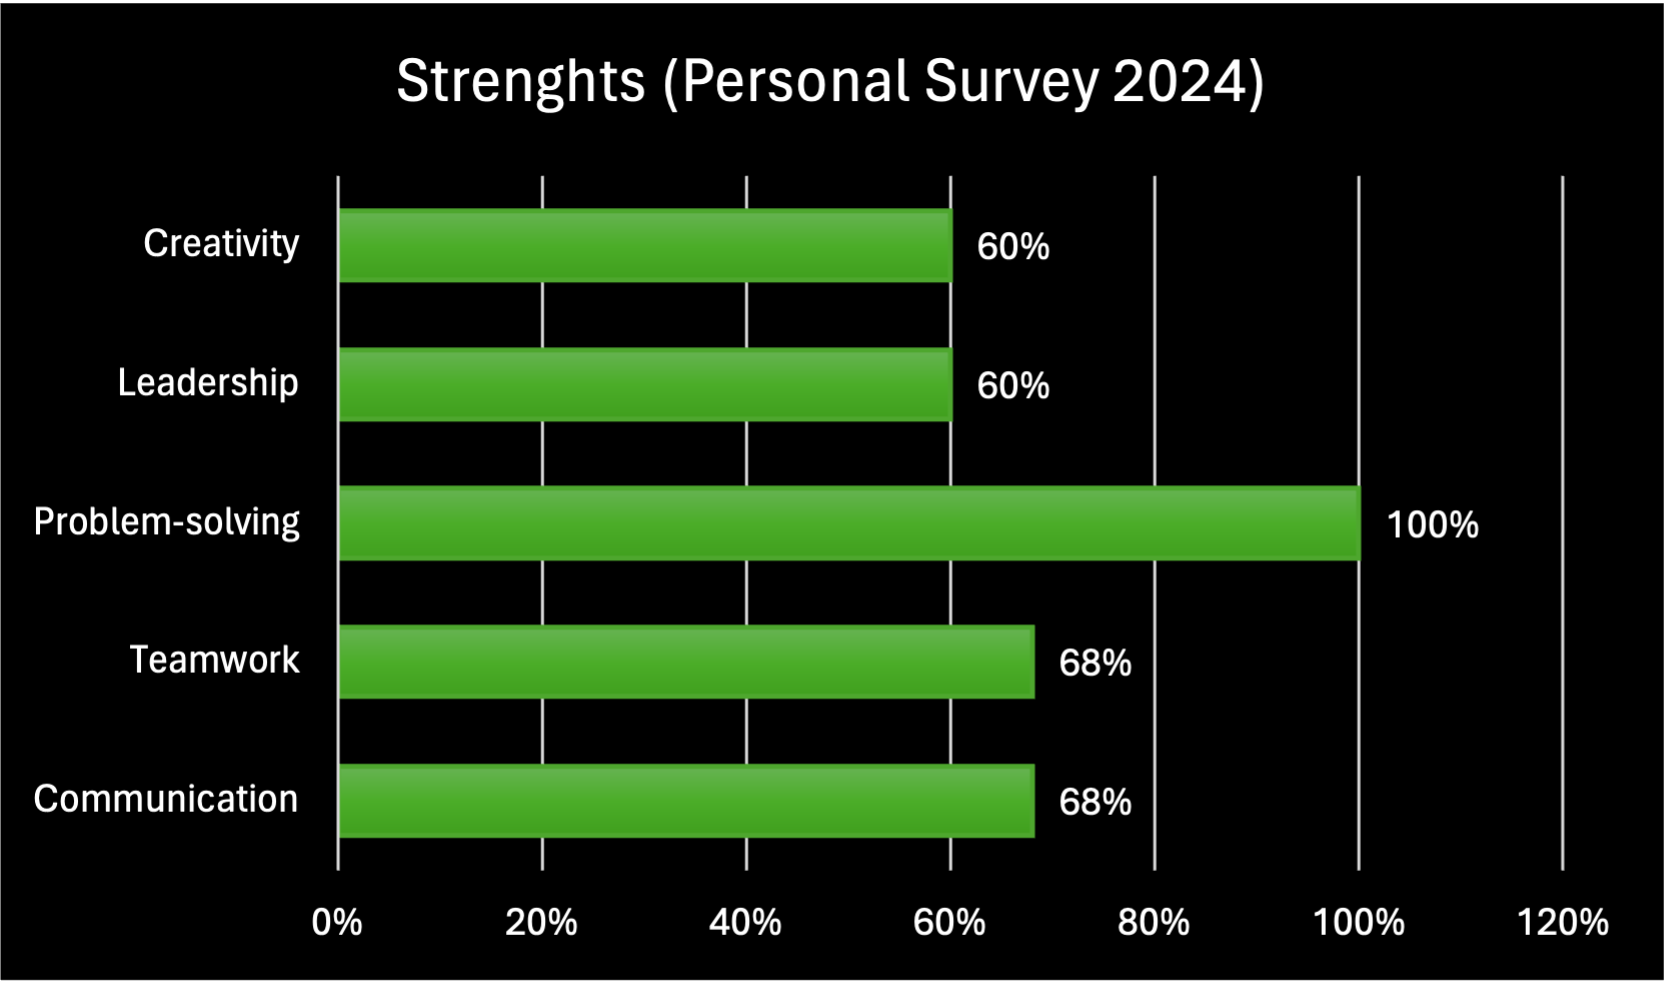 Strenghts (Personal Survey 2024)
Creativity 60%
Leadership 60%
Problem-solving 100%
Teamwork 68%
Communication 68%
0% 20% 40% 60% 80% 100% 120%